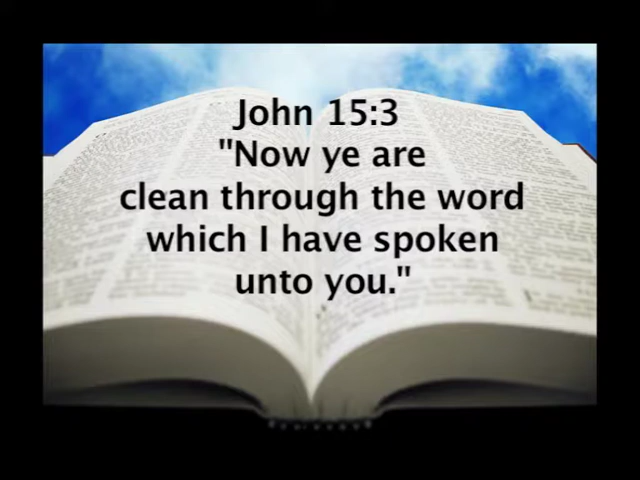 John 15:3
"Now ye are
clean through the word
which I have spoken
unto you."